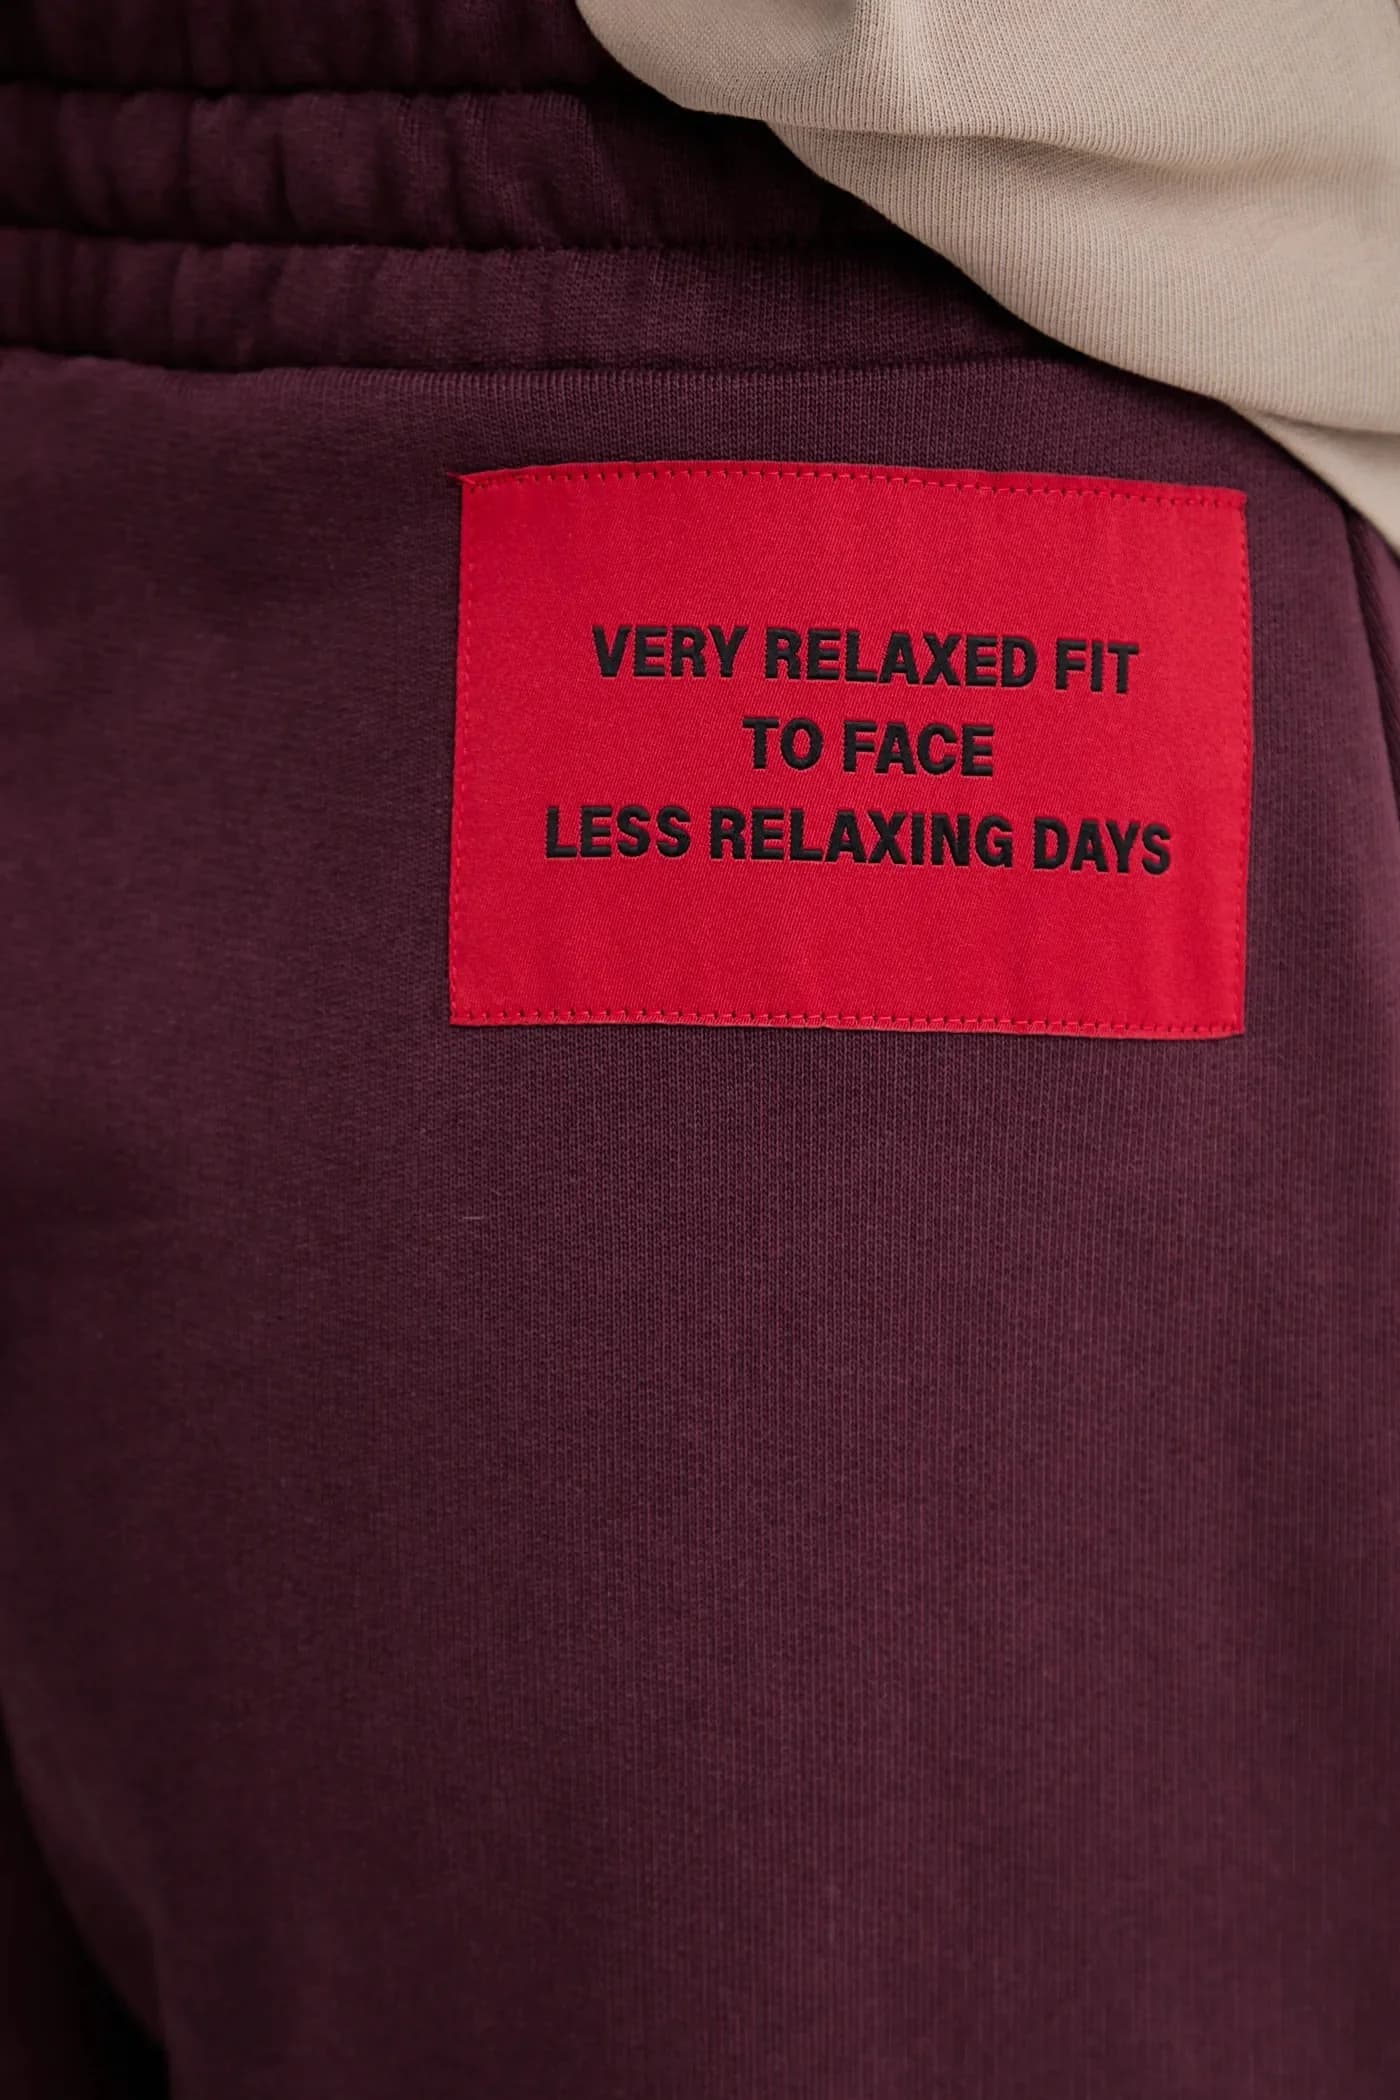 VERY RELAXED FIT
TO FACE
LESS RELAXING DAYS